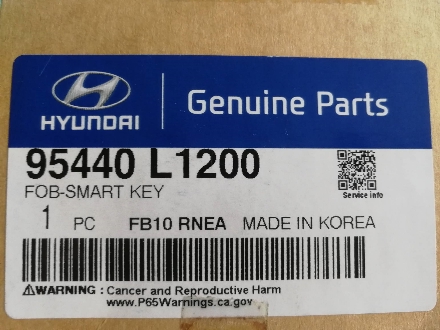 HYUNDAI
Genuine Parts
95440 L1200
FOB-SMART KEY
Service info
1 PC FB10 RNEA MADE IN KOREA
WARNING : Cancer and Reproductive Harm
www.P65Warnings.ca.gov